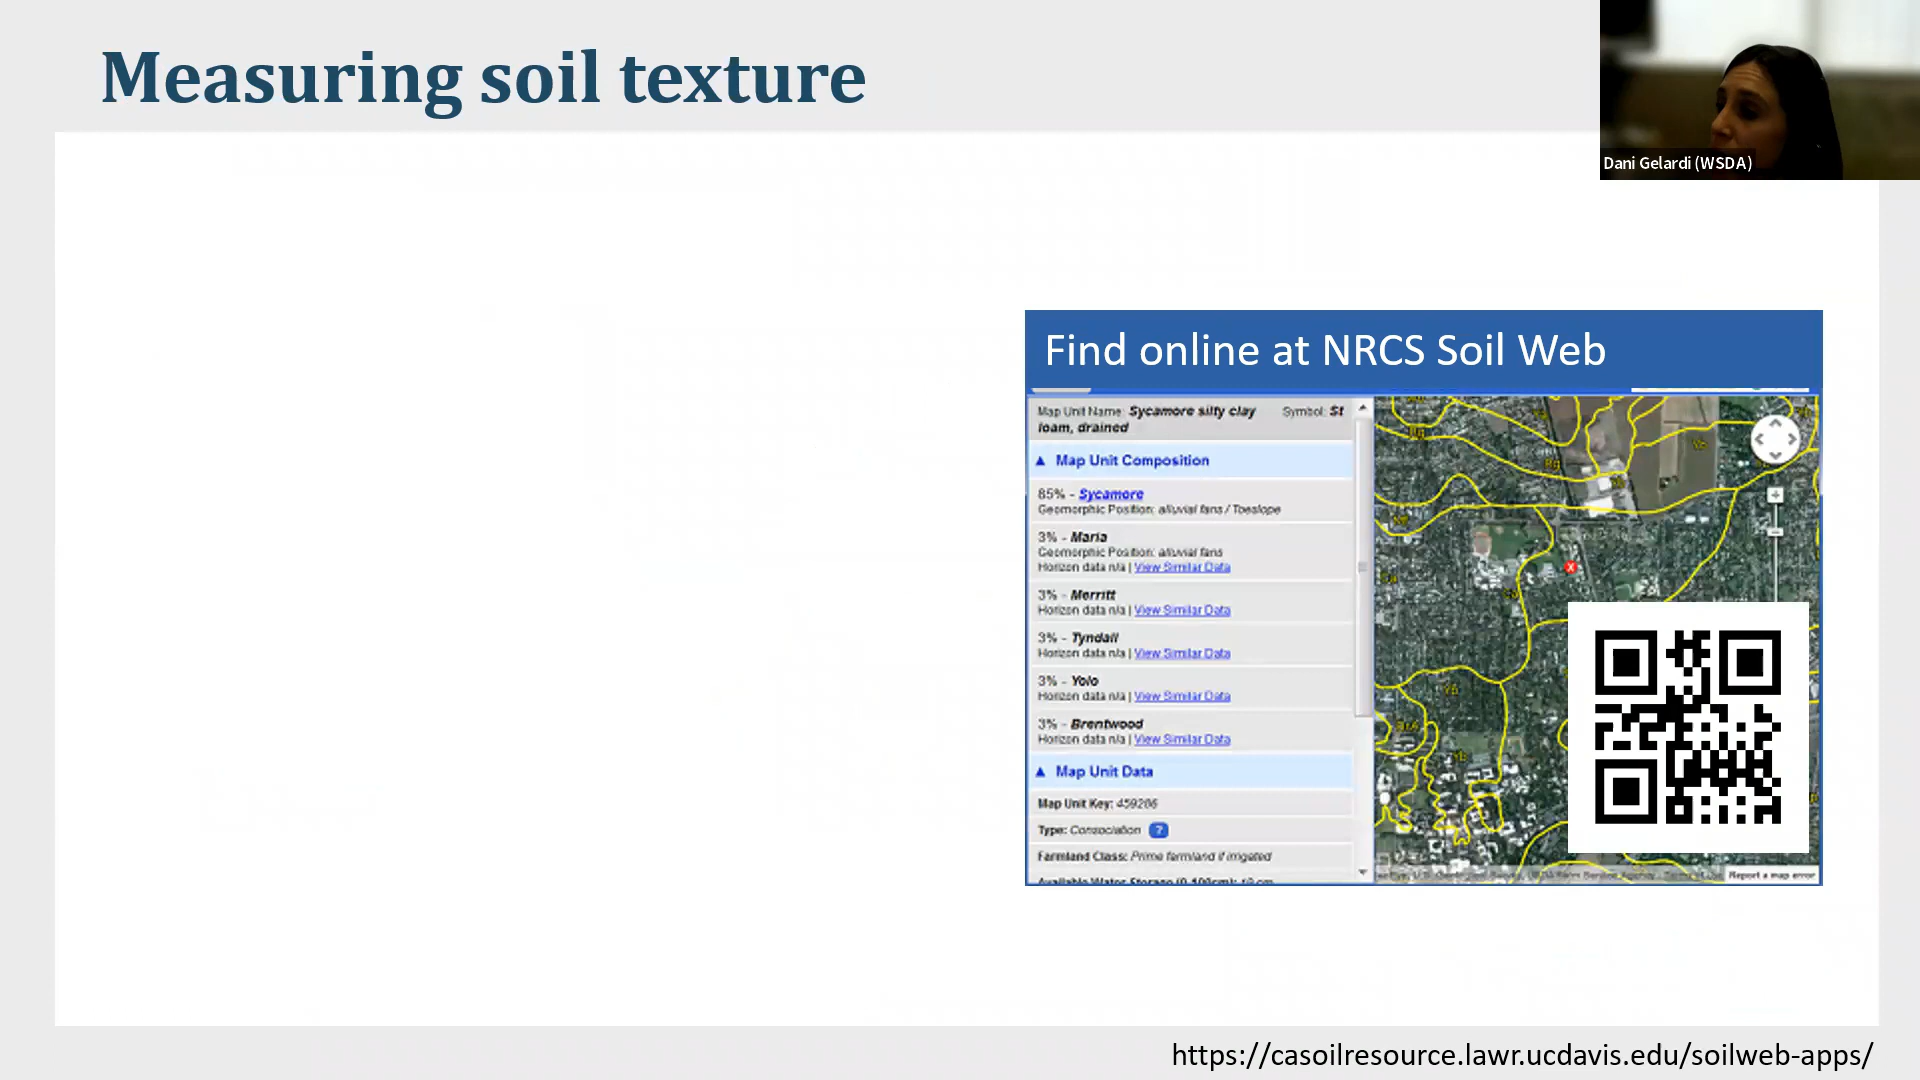 Measuring soil texture
Dani Gelardi (WSDA)
Find online at NRCS Soil Web
Map Unit Name: Sycamore silty clay loam, drained
Symbol: St
Map Unit Composition
85% - Sycamore
Geomorphic Position: alluvial fans / Toeslope
3% - Maria
Geomorphic Position: alluvial fans
Horizon data n/a | View Similar Data
3% - Merritt
Horizon data n/a | View Similar Data
3% - Tyndall
Horizon data n/a | View Similar Data
3% - Yolo
Horizon data n/a | View Similar Data
3% - Brentwood
Horizon data n/a | View Similar Data
Map Unit Data
Map Unit Key: 459206
Type: Consociation ?
Farmland Class: Prime farmland if irrigated
Available Water Storage (0-100cm):
Report a map error
https://casoilresource.lawr.ucdavis.edu/soilweb-apps/